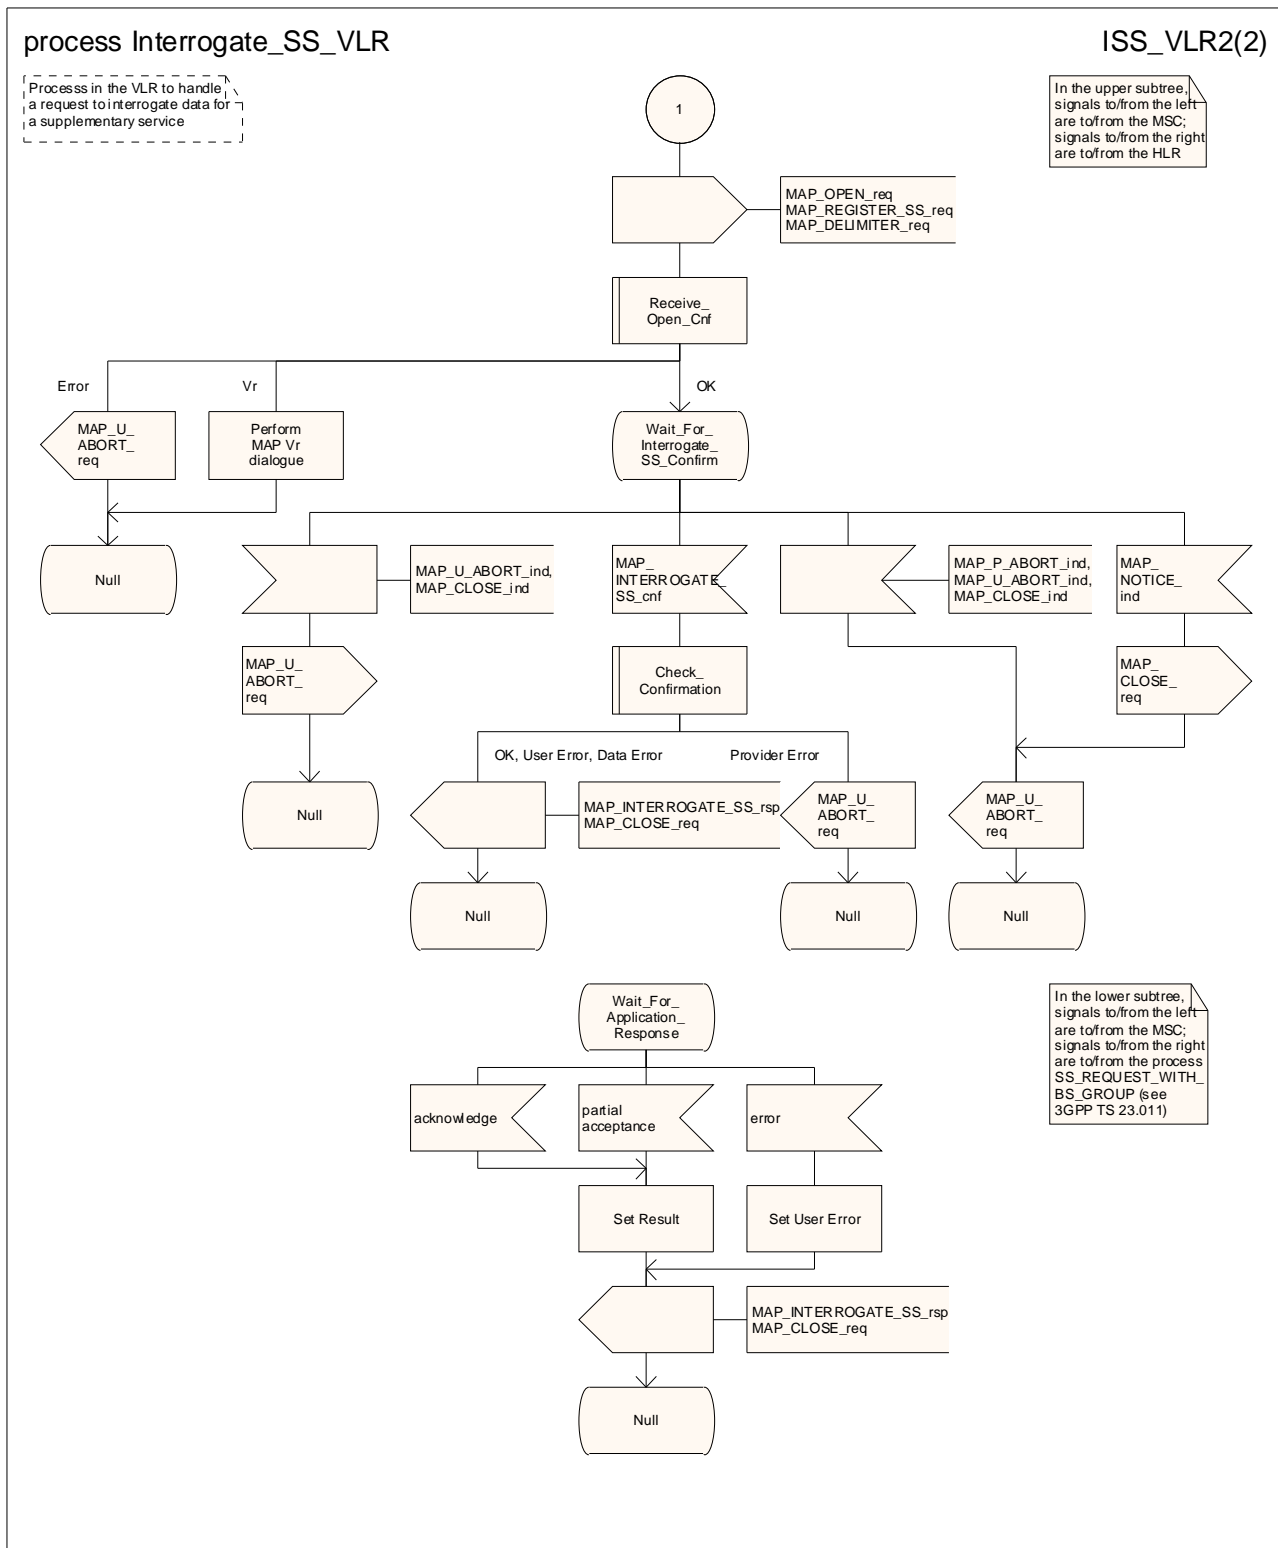 process Interrogate_SS_VLR
ISS_VLR2(2)
Processs in the VLR to handle
a request to interrogate data for
a supplementary service
1
In the upper subtree,
signals to/from the left
are to/from the MSC;
signals to/from the right
are to/from the HLR
MAP_OPEN_req
MAP_REGISTER_SS_req
MAP_DELIMITER_req
Receive_
Open_Cnf
Error
Vr
OK
MAP_U_
ABORT_
req
Perform
MAP Vr
dialogue
Wait_For_
Interrogate_
SS_Confirm
Null
MAP_U_ABORT_ind,
MAP_CLOSE_ind
MAP_
INTERROGATE_
SS_cnf
MAP_P_ABORT_ind,
MAP_U_ABORT_ind,
MAP_CLOSE_ind
MAP_
NOTICE_
ind
MAP_U_
ABORT_
req
Check_
Confirmation
MAP_
CLOSE_
req
OK, User Error, Data Error
Provider Error
Null
MAP_INTERROGATE_SS_rsp
MAP_CLOSE_req
MAP_U_
ABORT_
req
MAP_U_
ABORT_
req
Null
Null
Null
Wait_For_
Application_
Response
In the lower subtree,
signals to/from the left
are to/from the MSC;
signals to/from the right
are to/from the process
SS_REQUEST_WITH_
BS_GROUP (see
3GPP TS 23.011)
acknowledge
partial
acceptance
error
Set Result
Set User Error
MAP_INTERROGATE_SS_rsp
MAP_CLOSE_req
Null